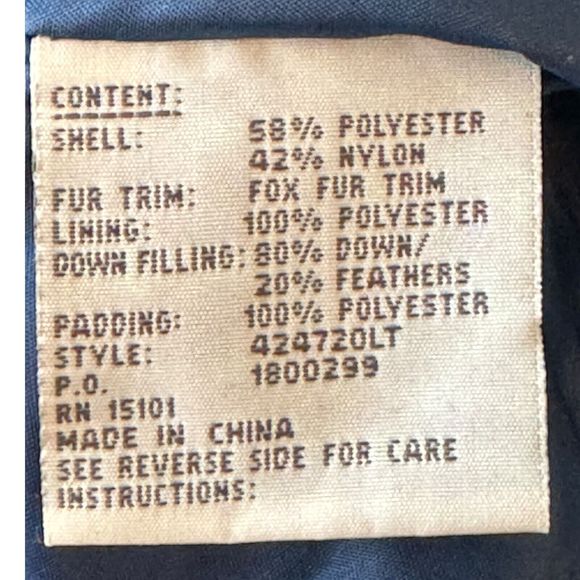 CONTENT:
SHELL: 58% POLYESTER
42% NYLON
FUR TRIM: FOX FUR TRIM
LINING: 100% POLYESTER
DOWN FILLING: 80% DOWN/
20% FEATHERS
PADDING: 100% POLYESTER
STYLE: 424720LT
P.O. 1800299
RN 15101
MADE IN CHINA
SEE REVERSE SIDE FOR CARE
INSTRUCTIONS: